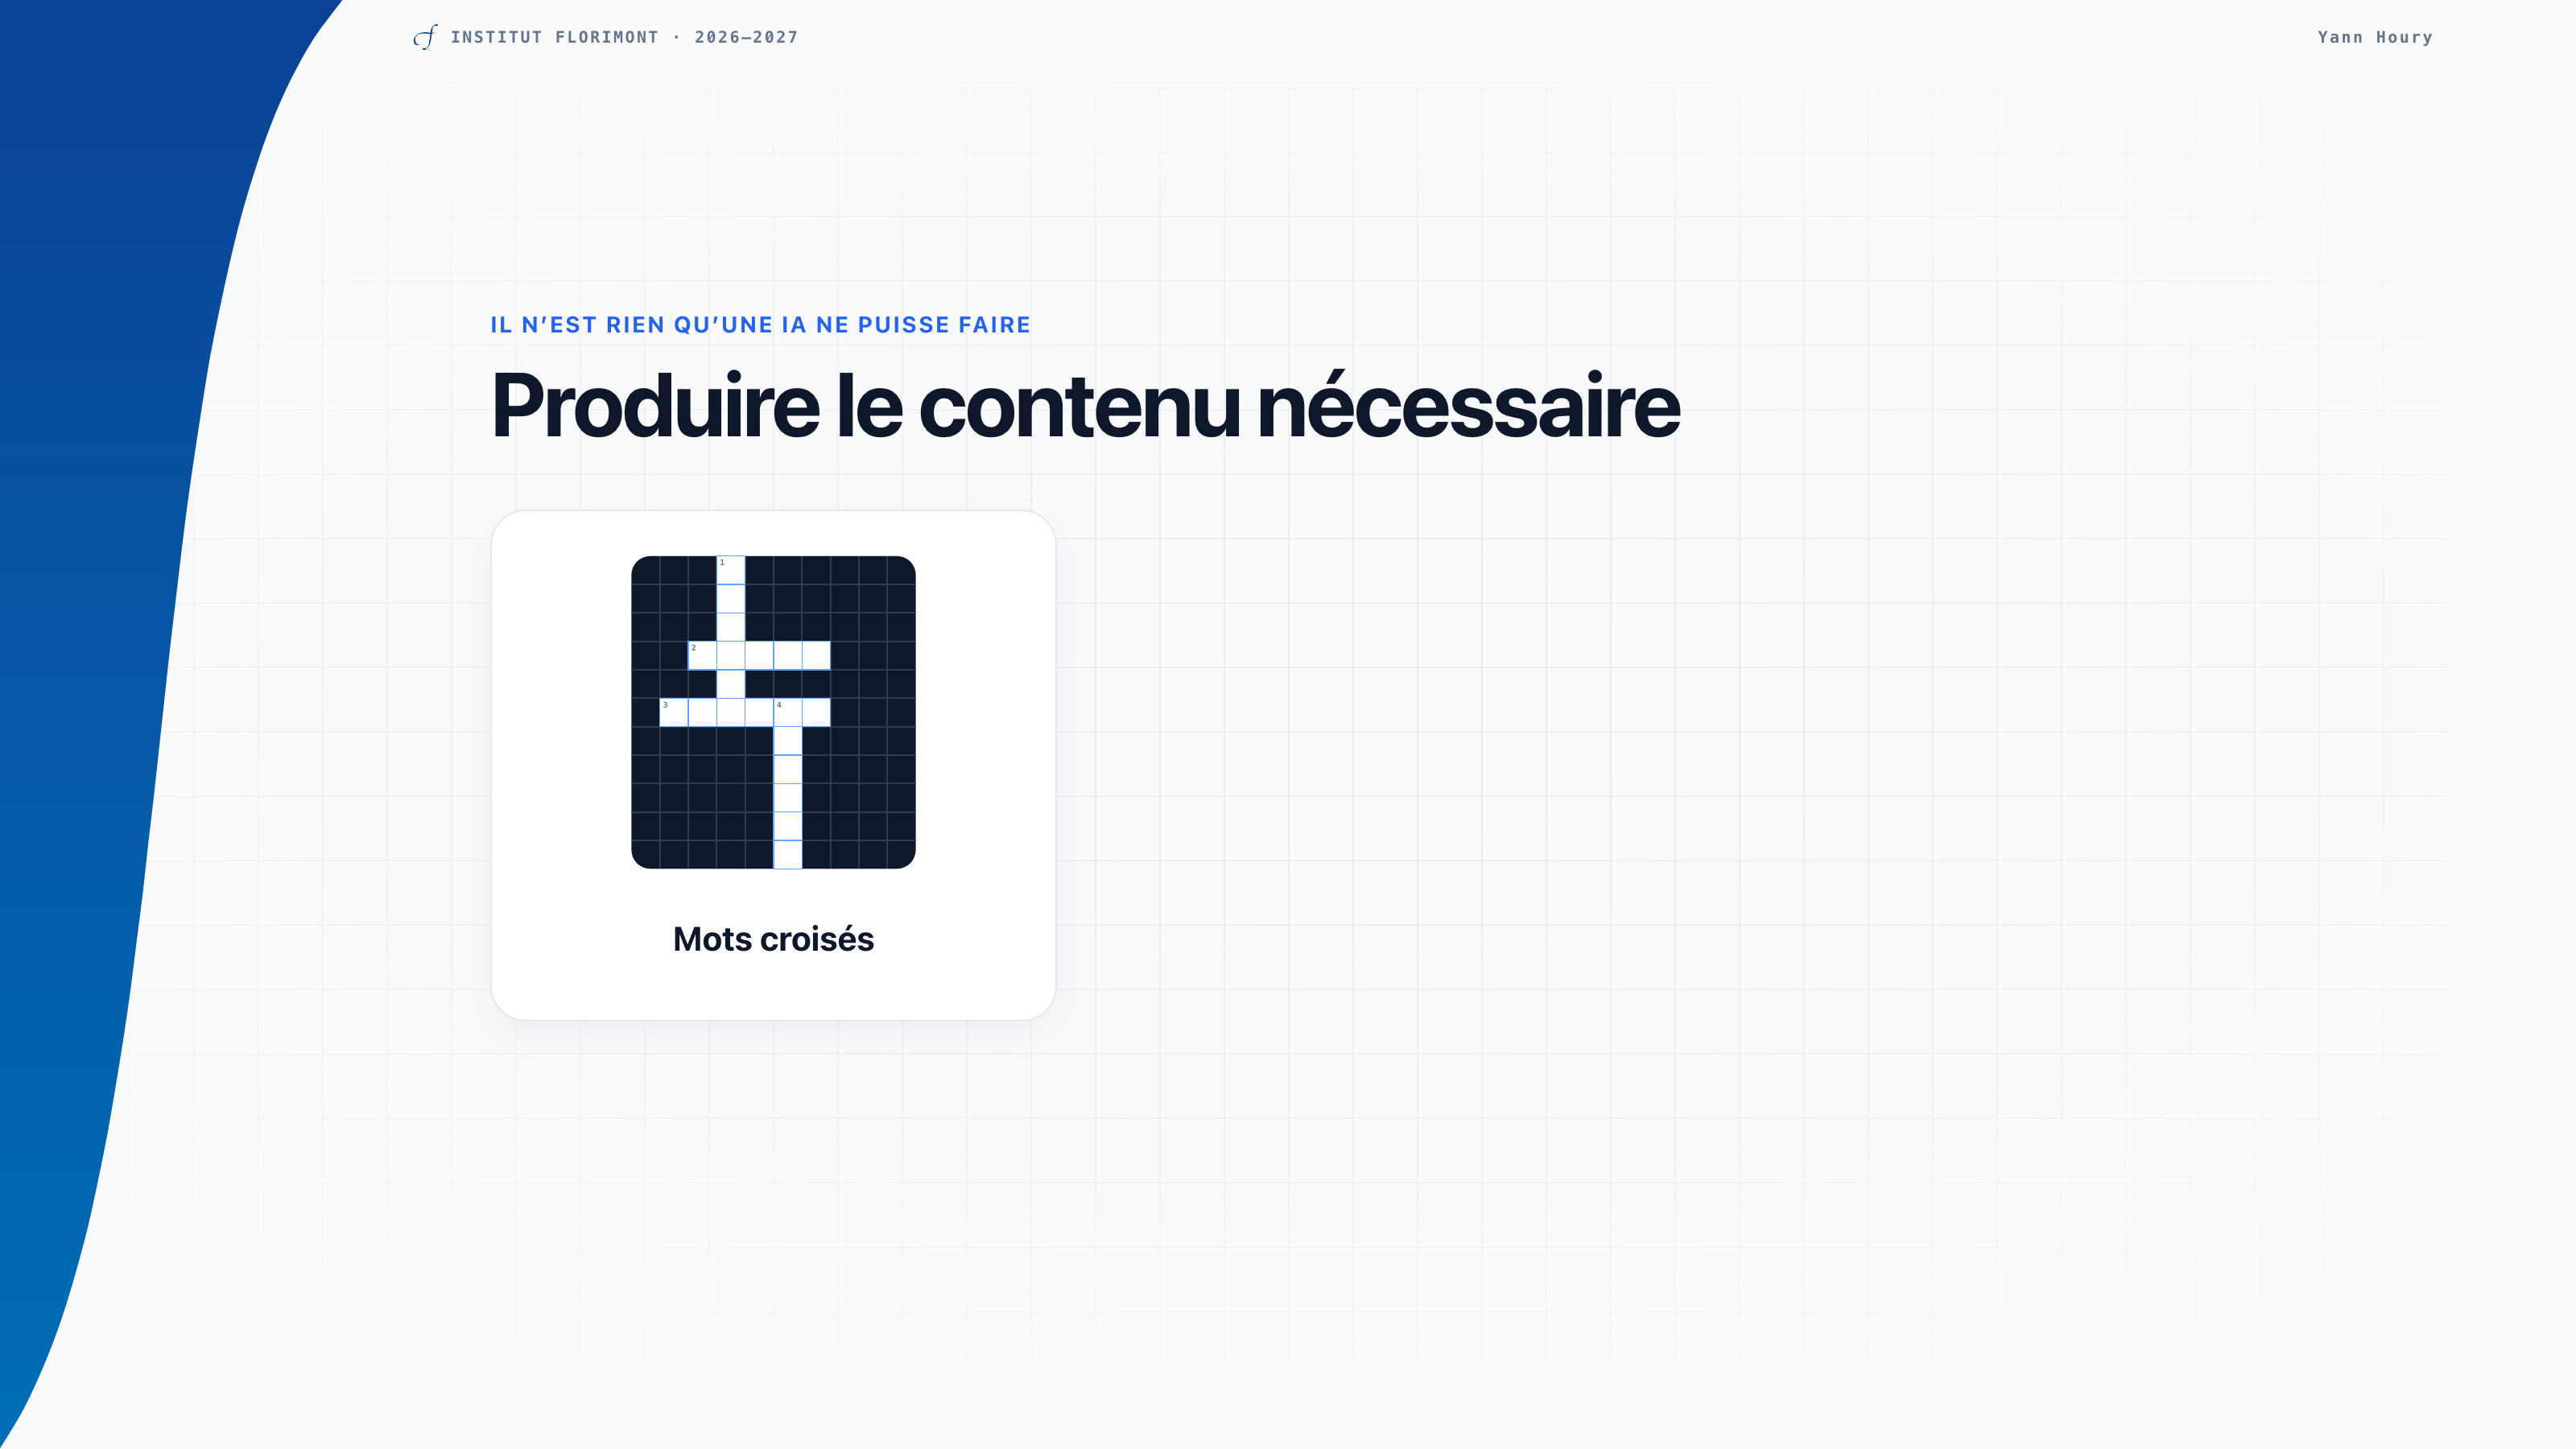 INSTITUT FLORIMONT · 2026–2027
Yann Houry
IL N’EST RIEN QU’UNE IA NE PUISSE FAIRE
Produire le contenu nécessaire
1
2
3 4
Mots croisés